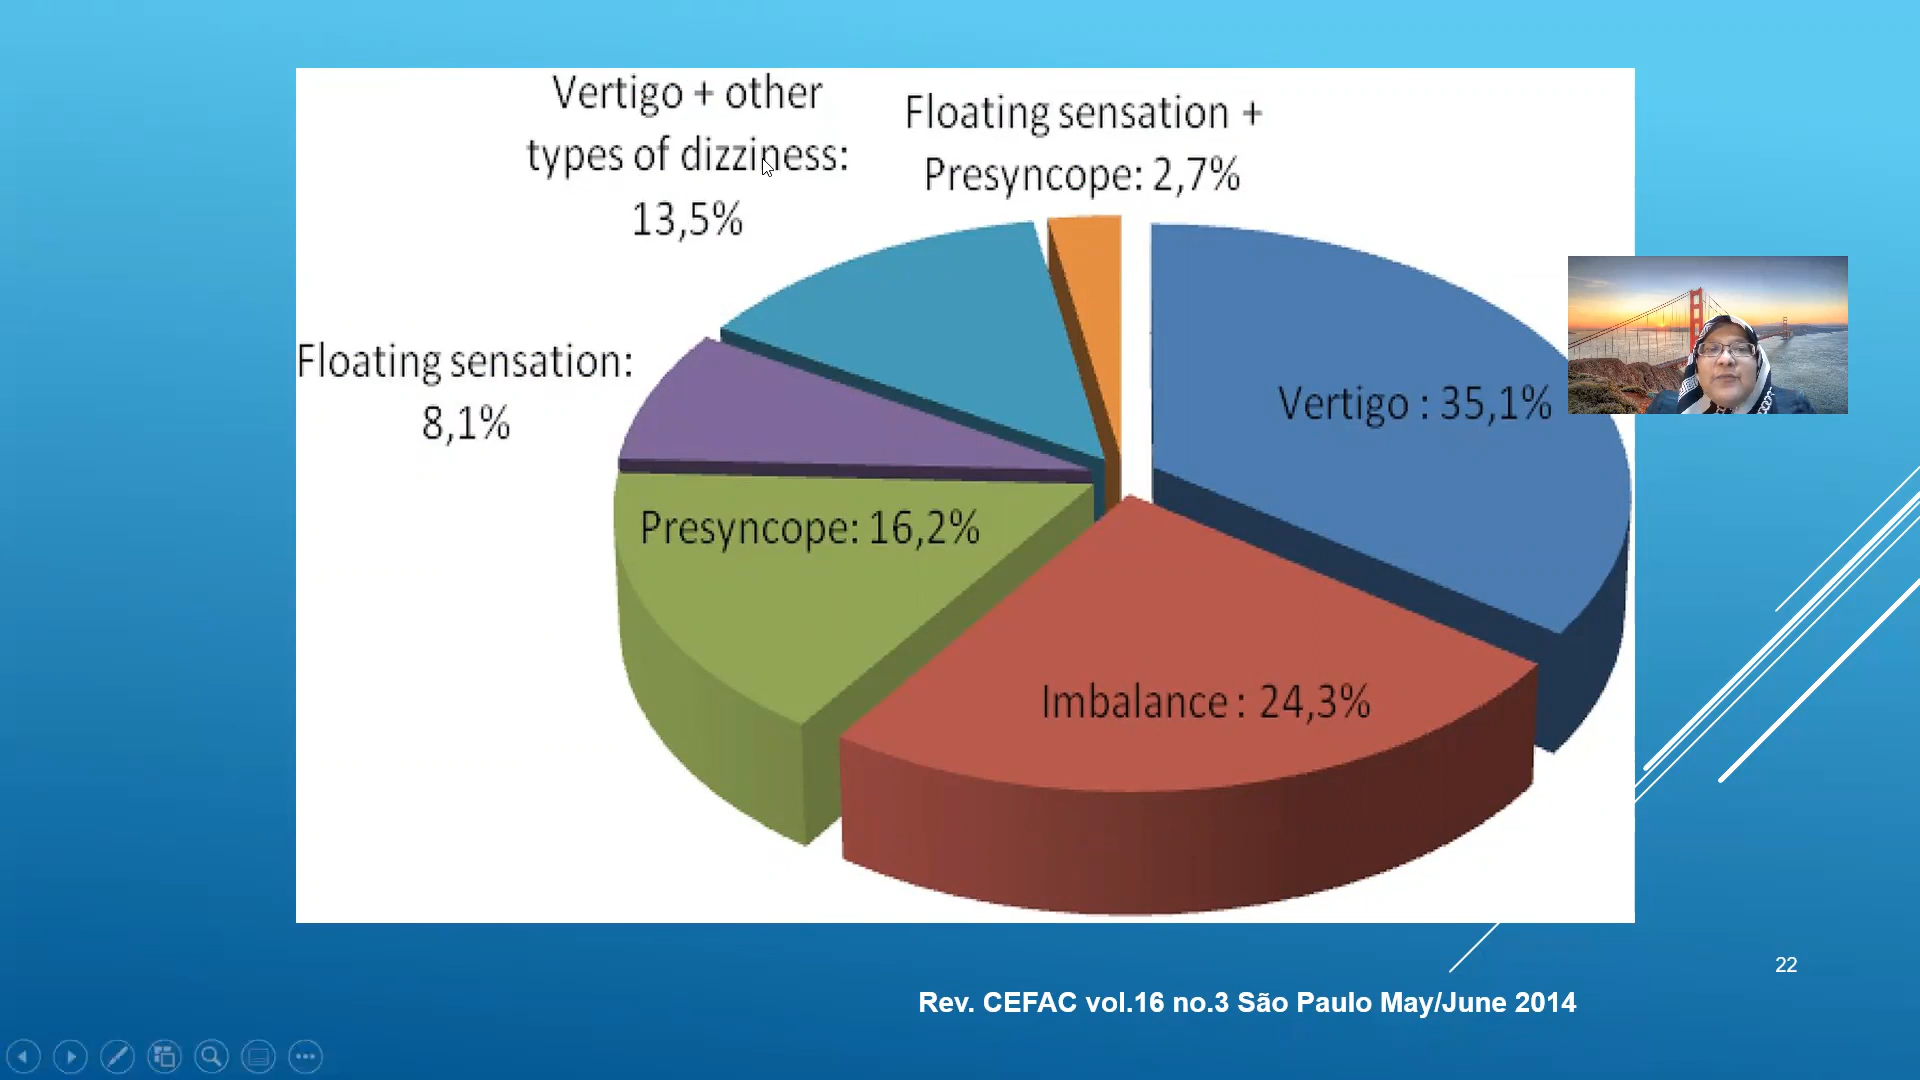 Vertigo + other
types of dizziness:
13,5%
Floating sensation +
Presyncope: 2,7%
Floating sensation:
8,1%
Vertigo : 35,1%
Presyncope: 16,2%
Imbalance : 24,3%
22
Rev. CEFAC vol.16 no.3 São Paulo May/June 2014